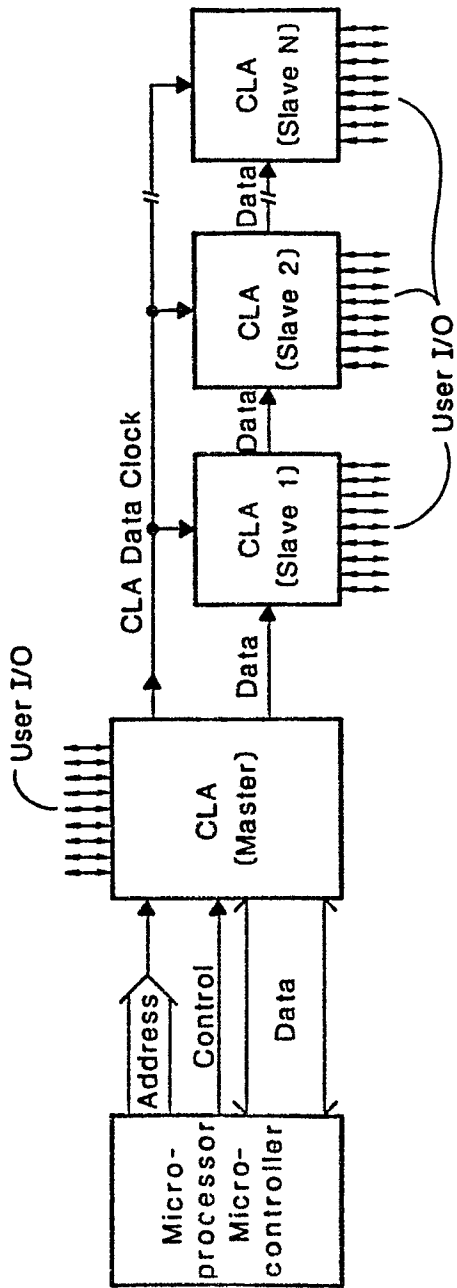 Micro-
processor
Micro-
controller
Address
Control
Data
User I/O
CLA
(Master)
CLA Data Clock
Data
CLA
(Slave 1)
Data
CLA
(Slave 2)
Data
CLA
(Slave N)
User I/O